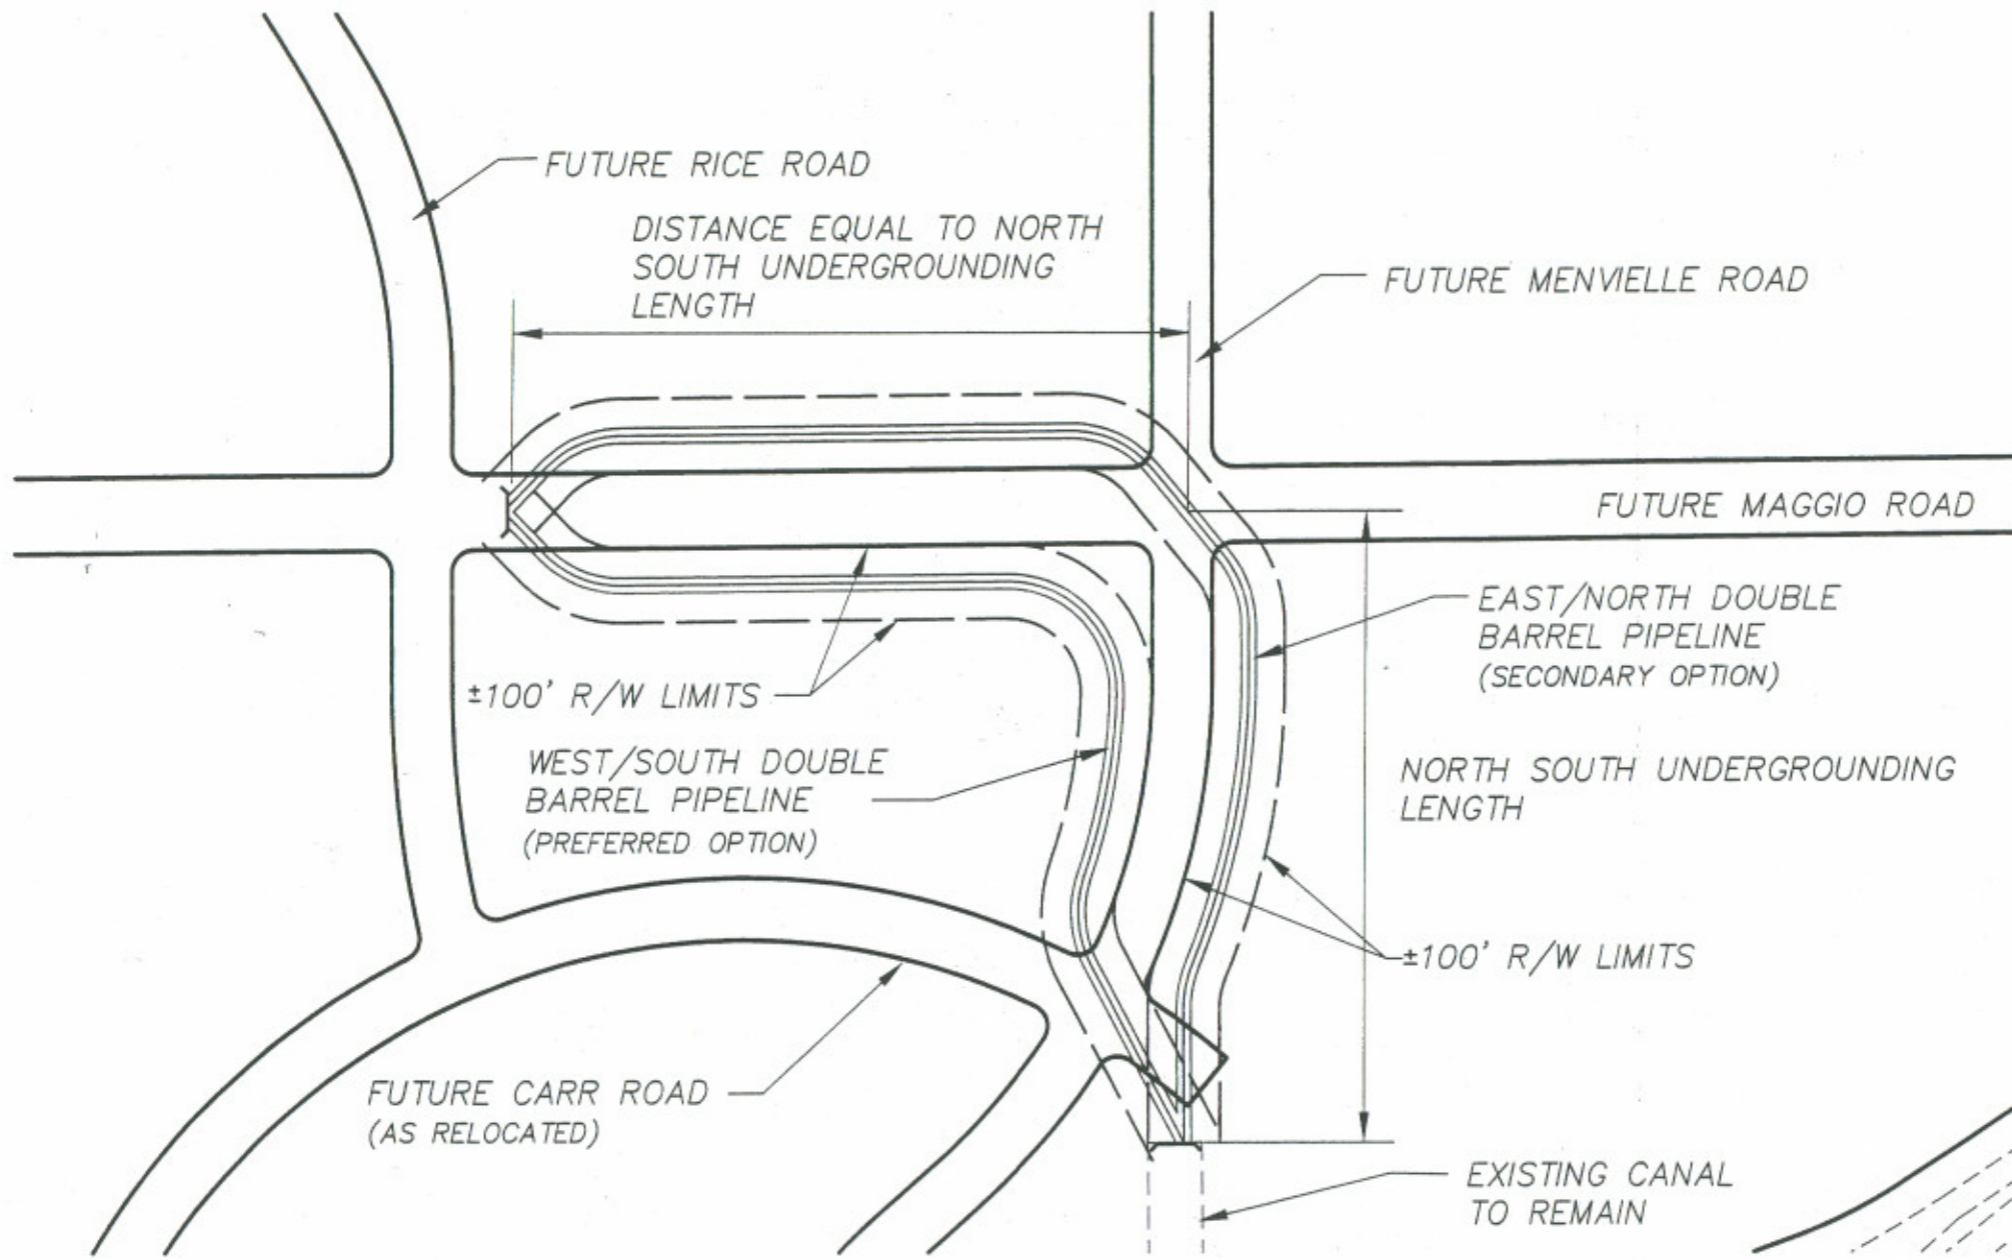 FUTURE RICE ROAD
DISTANCE EQUAL TO NORTH
SOUTH UNDERGROUNDING
LENGTH
FUTURE MENVIELLE ROAD
FUTURE MAGGIO ROAD
EAST/NORTH DOUBLE
BARREL PIPELINE
(SECONDARY OPTION)
±100' R/W LIMITS
WEST/SOUTH DOUBLE
BARREL PIPELINE
(PREFERRED OPTION)
NORTH SOUTH UNDERGROUNDING
LENGTH
±100' R/W LIMITS
FUTURE CARR ROAD
(AS RELOCATED)
EXISTING CANAL
TO REMAIN